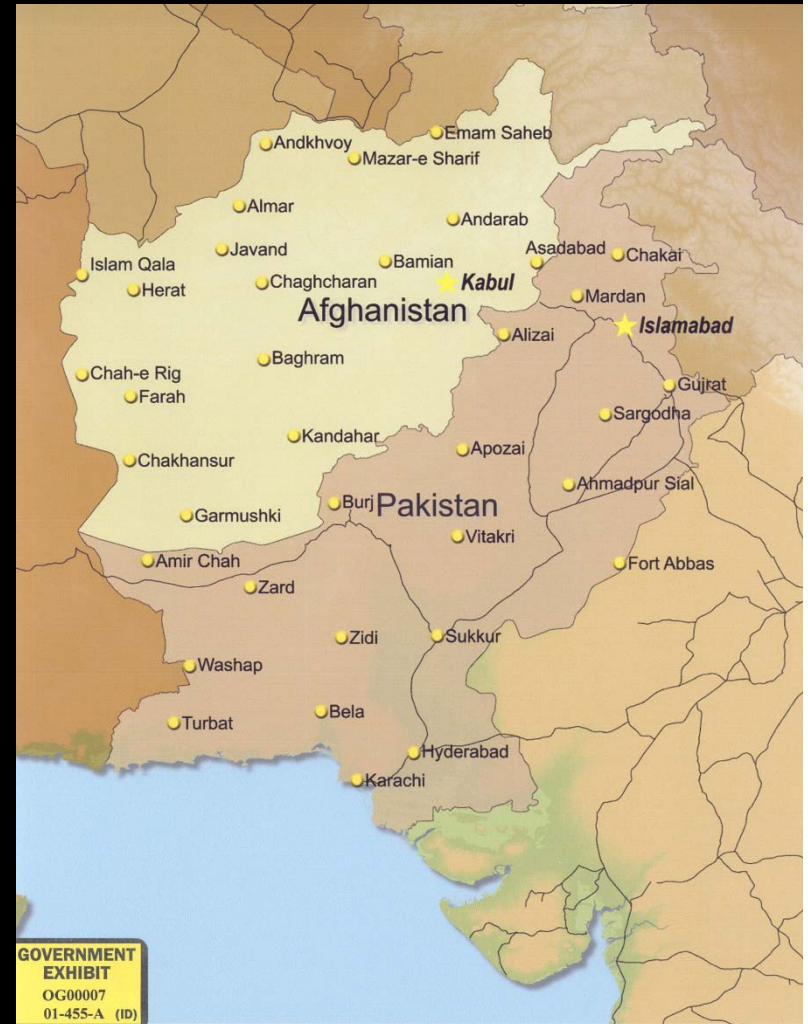 Emam Saheb
Andkhvoy
Mazar-e Sharif
Almar
Andarab
Javand
Asadabad
Chakai
Islam Qala
Bamian
Herat
Chaghcharan
Kabul
Mardan
Afghanistan
Islamabad
Alizai
Baghram
Chah-e Rig
Gujrat
Farah
Sargodha
Kandahar
Apozai
Chakhansur
Ahmadpur Sial
Burj
Pakistan
Garmushki
Vitakri
Amir Chah
Fort Abbas
Zard
Zidi
Sukkur
Washap
Bela
Turbat
Hyderabad
Karachi
GOVERNMENT
EXHIBIT
OG00007
01-455-A (ID)